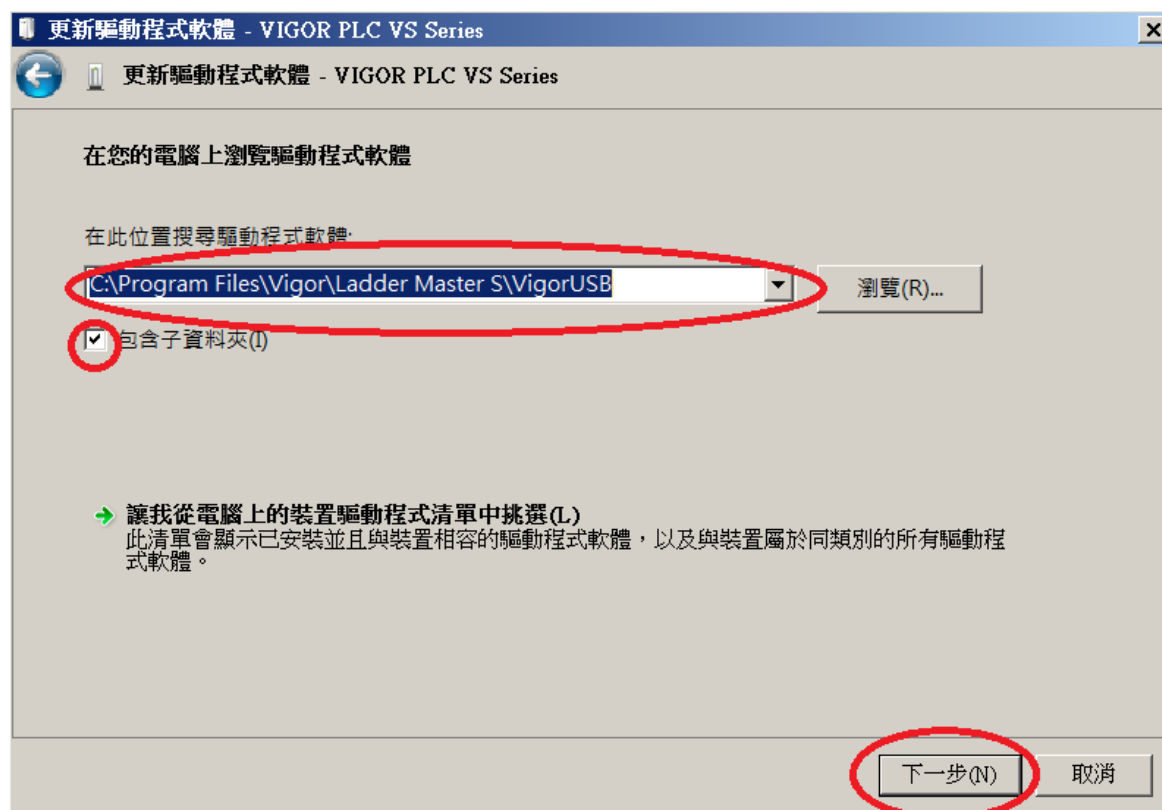 更新驅動程式軟體 - VIGOR PLC VS Series
更新驅動程式軟體 - VIGOR PLC VS Series
在您的電腦上瀏覽驅動程式軟體
在此位置搜尋驅動程式軟體:
C:\Program Files\Vigor\Ladder Master S\VigorUSB
瀏覽(R)...
包含子資料夾(I)
讓我從電腦上的裝置驅動程式清單中挑選(L)
此清單會顯示已安裝並且與裝置相容的驅動程式軟體，以及與裝置屬於同類別的所有驅動程
式軟體。
下一步(N)
取消